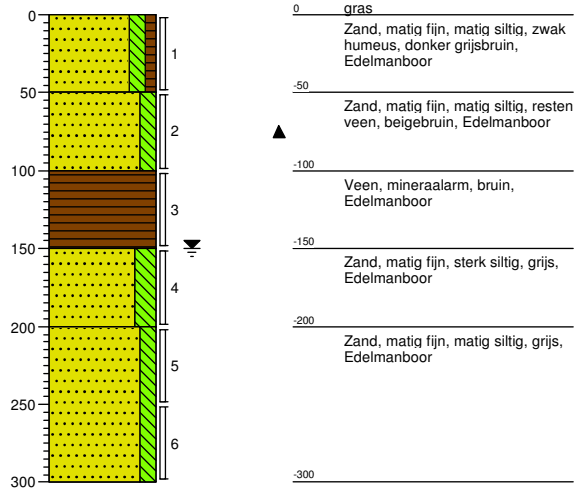 0
50
100
150
200
250
300
1
2
3
4
5
6
0
gras
Zand, matig fijn, matig siltig, zwak
humeus, donker grijsbruin,
Edelmanboor
-50
Zand, matig fijn, matig siltig, resten
veen, beigebruin, Edelmanboor
-100
Veen, mineraalarm, bruin,
Edelmanboor
-150
Zand, matig fijn, sterk siltig, grijs,
Edelmanboor
-200
Zand, matig fijn, matig siltig, grijs,
Edelmanboor
-300